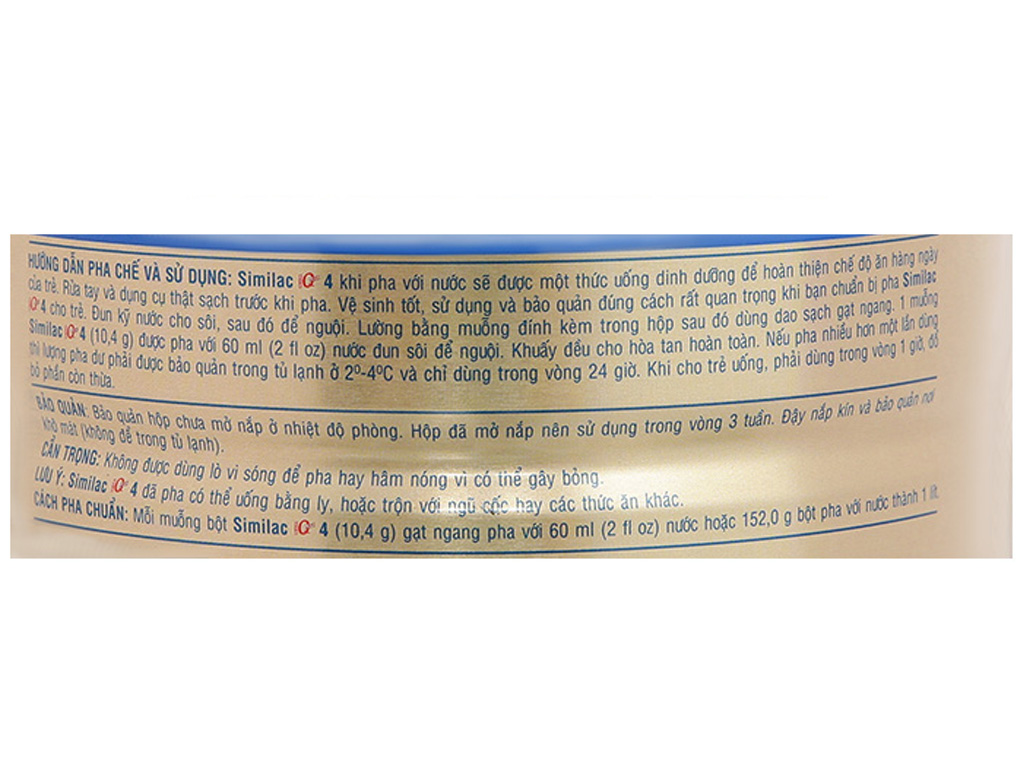 HƯỚNG DẪN PHA CHẾ VÀ SỬ DỤNG: Similac IQ 4 khi pha với nước sẽ được một thức uống dinh dưỡng để hoàn thiện chế độ ăn hàng ngày
của trẻ. Rửa tay và dụng cụ thật sạch trước khi pha. Vệ sinh tốt, sử dụng và bảo quản đúng cách rất quan trọng khi bạn chuẩn bị pha Similac
IQ 4 cho trẻ. Đun kỹ nước cho sôi, sau đó để nguội. Lường bằng muỗng đính kèm trong hộp sau đó dùng dao sạch gạt ngang. 1 muỗng
Similac IQ 4 (10,4 g) được pha với 60 ml (2 fl oz) nước đun sôi để nguội. Khuấy đều cho hòa tan hoàn toàn. Nếu pha nhiều hơn một lần dùng
thì lượng pha dư phải được bảo quản trong tủ lạnh ở 2º-4ºC và chỉ dùng trong vòng 24 giờ. Khi cho trẻ uống, phải dùng trong vòng 1 giờ, đổ
bỏ phần còn thừa.
BẢO QUẢN: Bảo quản hộp chưa mở nắp ở nhiệt độ phòng. Hộp đã mở nắp nên sử dụng trong vòng 3 tuần. Đậy nắp kín và bảo quản nơi
khô mát (không để trong tủ lạnh).
CẨN TRỌNG: Không được dùng lò vi sóng để pha hay hâm nóng vì có thể gây bỏng.
LƯU Ý: Similac IQ 4 đã pha có thể uống bằng ly, hoặc trộn với ngũ cốc hay các thức ăn khác.
CÁCH PHA CHUẨN: Mỗi muỗng bột Similac IQ 4 (10,4 g) gạt ngang pha với 60 ml (2 fl oz) nước hoặc 152,0 g bột pha với nước thành 1 lít.